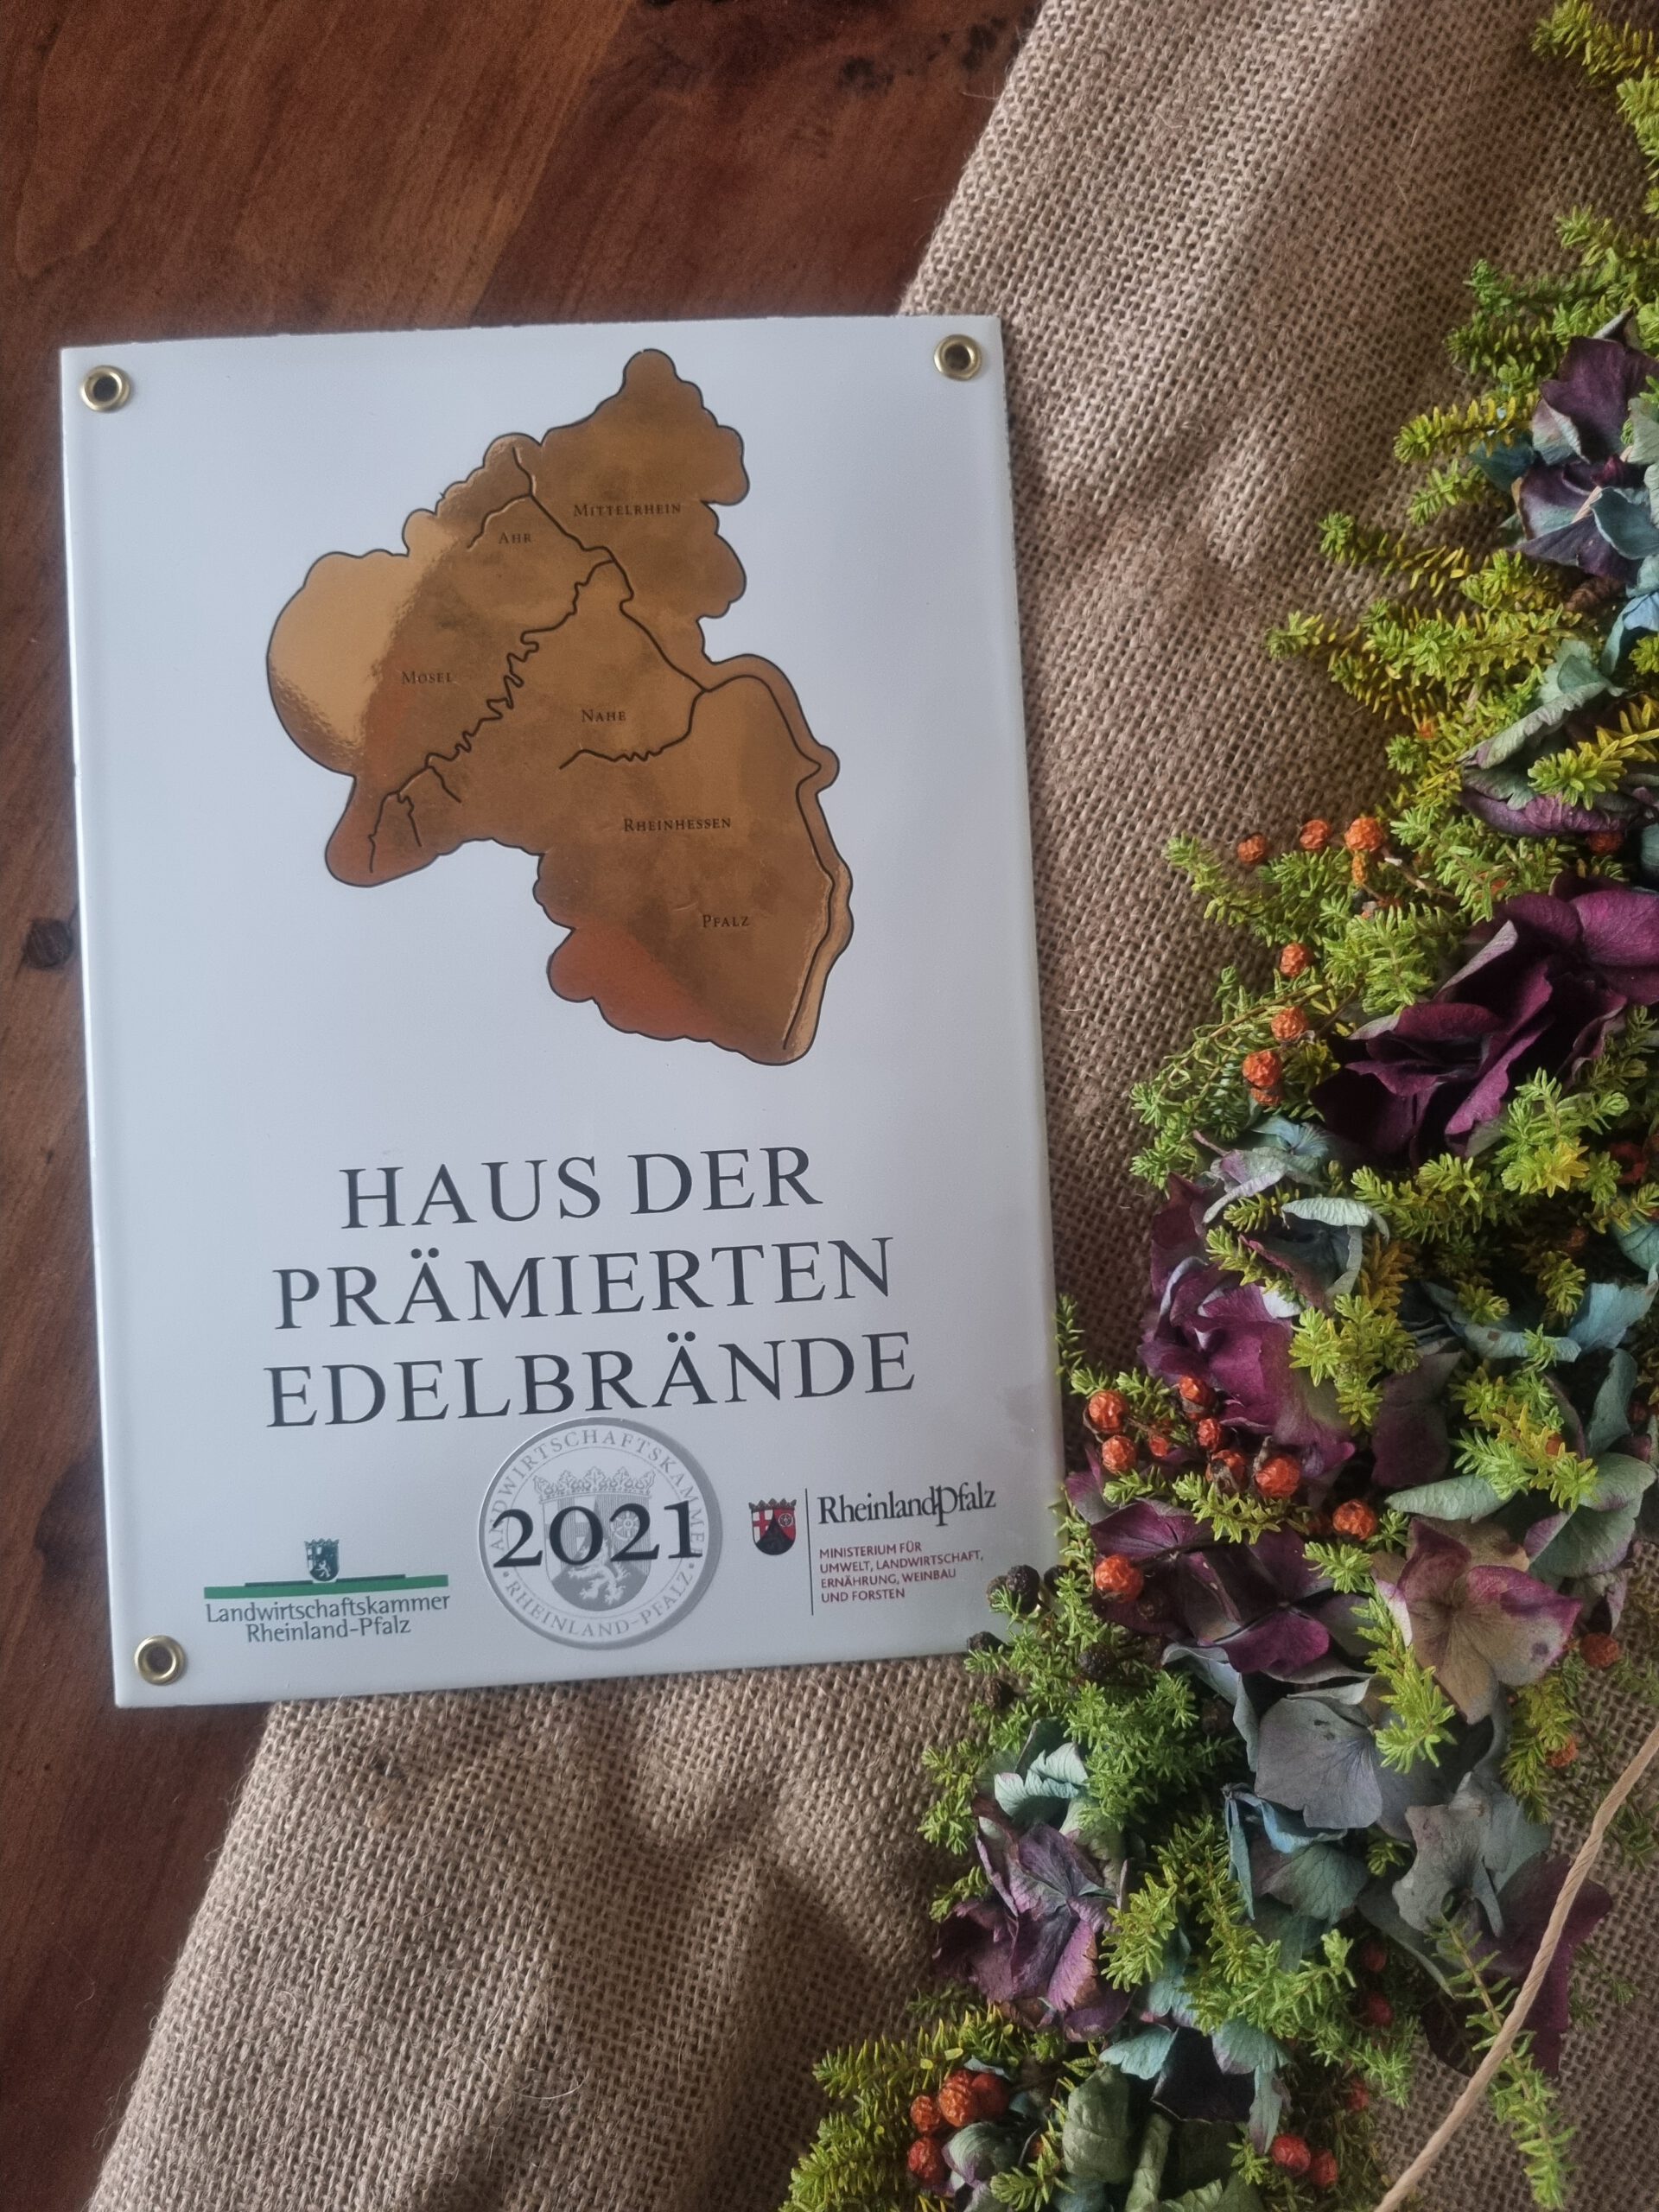 MITTELRHEIN
AHR
MOSEL
NAHE
RHEINHESSEN
PFALZ
HAUS DER
PRÄMIERTEN
EDELBRÄNDE
Landwirtschaftskammer
Rheinland-Pfalz
LANDWIRTSCHAFTSKAMMER
2021
RHEINLAND-PFALZ
RheinlandPfalz
MINISTERIUM FÜR
UMWELT, LANDWIRTSCHAFT,
ERNÄHRUNG, WEINBAU
UND FORSTEN